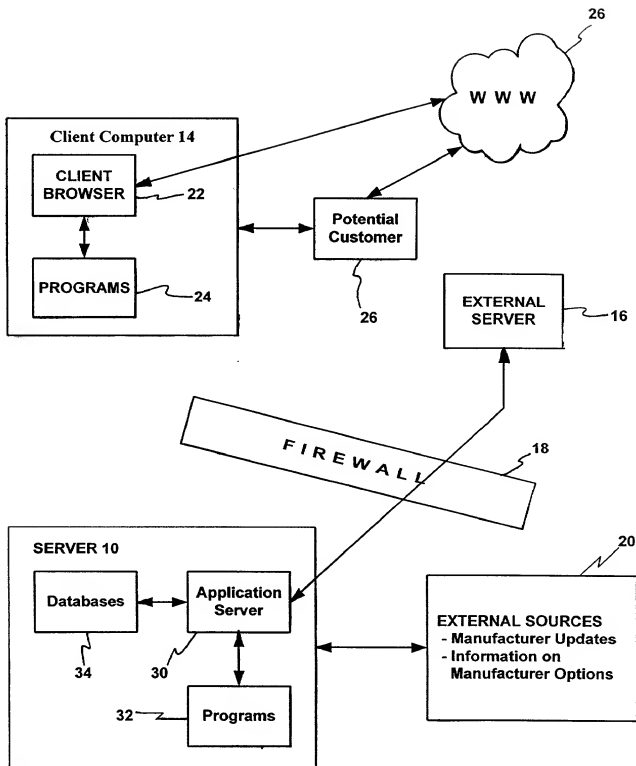 26
W W W
Client Computer 14
CLIENT
BROWSER
22
PROGRAMS
24
Potential
Customer
26
EXTERNAL
SERVER
16
FIREWALL
18
SERVER 10
Databases
34
Application
Server
30
32
Programs
20
EXTERNAL SOURCES
- Manufacturer Updates
- Information on
Manufacturer Options